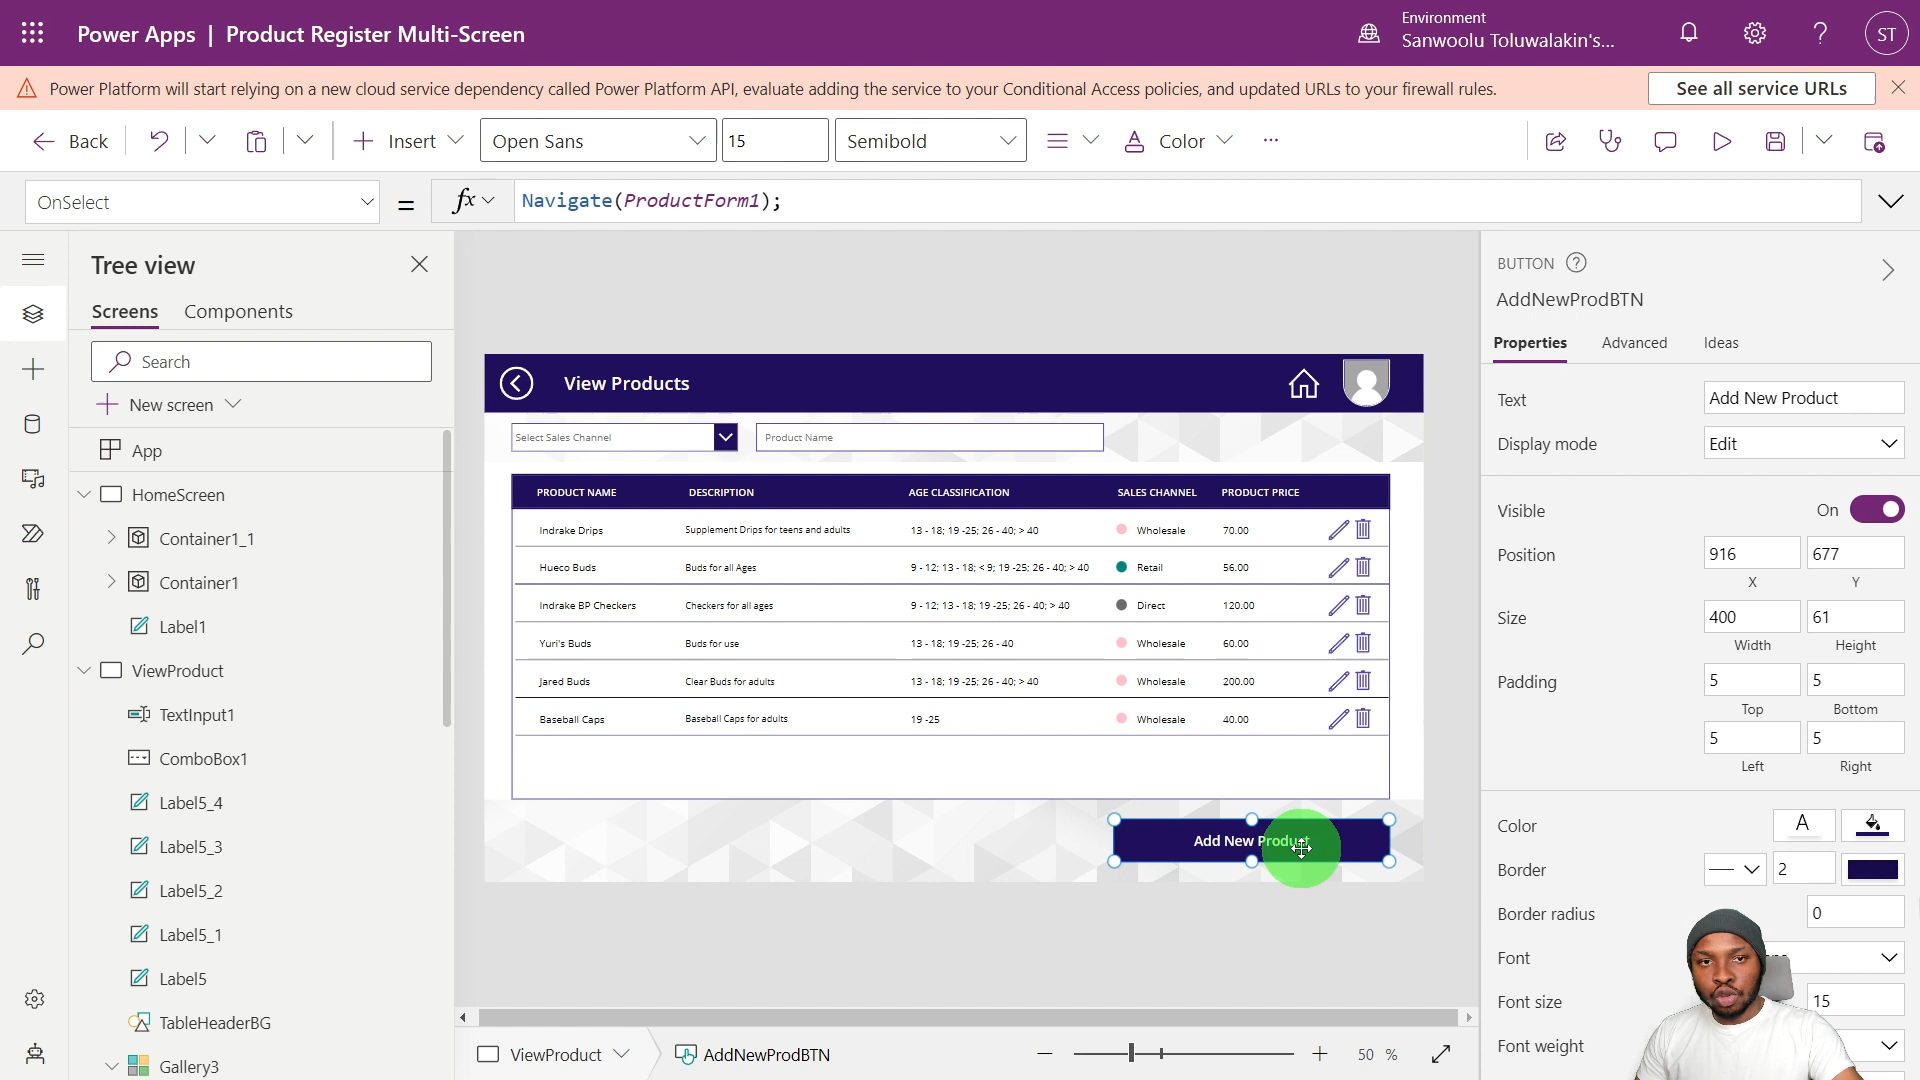 Power Apps | Product Register Multi-Screen
Environment
Sanwoolu Toluwalakin's...
ST
Power Platform will start relying on a new cloud service dependency called Power Platform API, evaluate adding the service to your Conditional Access policies, and updated URLs to your firewall rules.
See all service URLs
Back
Insert
Open Sans
15
Semibold
Color
OnSelect
=
fx
Navigate(ProductForm1);
Tree view
Screens
Components
Search
New screen
App
HomeScreen
Container1_1
Container1
Label1
ViewProduct
TextInput1
ComboBox1
Label5_4
Label5_3
Label5_2
Label5_1
Label5
TableHeaderBG
Gallery3
View Products
Select Sales Channel
Product Name
PRODUCT NAME DESCRIPTION AGE CLASSIFICATION SALES CHANNEL PRODUCT PRICE
Indrake Drips Supplement Drips for teens and adults 13 - 18; 19 -25; 26 - 40; > 40 Wholesale 70.00
Hueco Buds Buds for all Ages 9 - 12; 13 - 18; < 9; 19 -25; 26 - 40; > 40 Retail 56.00
Indrake BP Checkers Checkers for all ages 9 - 12; 13 - 18; 19 -25; 26 - 40; > 40 Direct 120.00
Yuri's Buds Buds for use 13 - 18; 19 -25; 26 - 40 Wholesale 60.00
Jared Buds Clear Buds for adults 13 - 18; 19 -25; 26 - 40; > 40 Wholesale 200.00
Baseball Caps Baseball Caps for adults 19 -25 Wholesale 40.00
Add New Product
ViewProduct
AddNewProdBTN
50 %
BUTTON
AddNewProdBTN
Properties
Advanced
Ideas
Text
Add New Product
Display mode
Edit
Visible
On
Position
916
677
X
Y
Size
400
61
Width
Height
Padding
5
5
Top
Bottom
5
5
Left
Right
Color
A
Border
2
Border radius
0
Font
Font size
15
Font weight